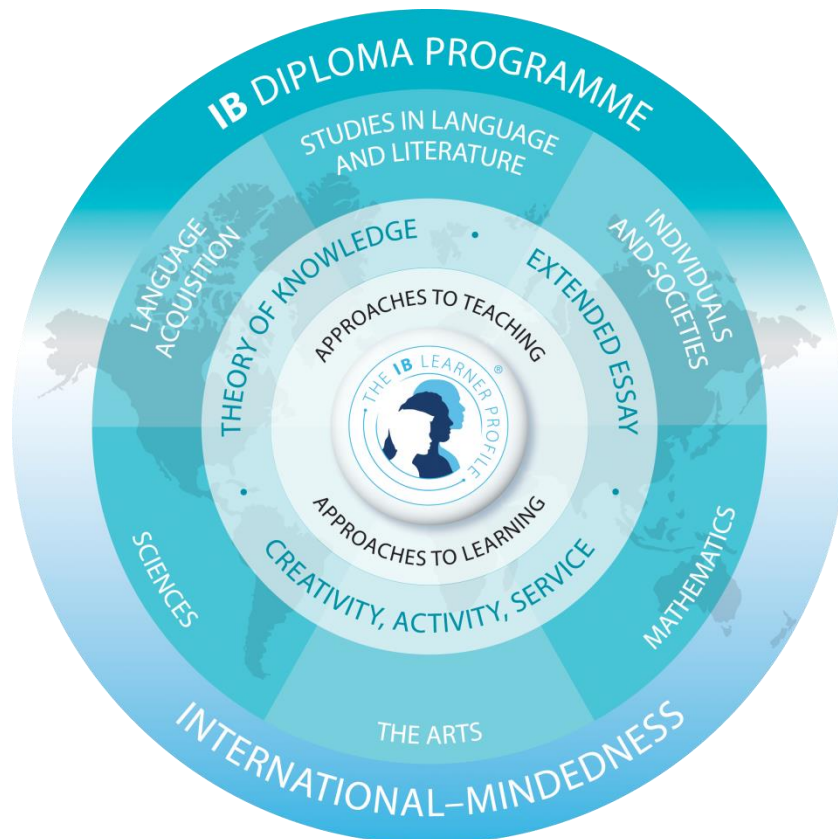 IB DIPLOMA PROGRAMME
STUDIES IN LANGUAGE
AND LITERATURE
LANGUAGE
ACQUISITION
INDIVIDUALS
AND SOCIETIES
THEORY OF KNOWLEDGE •
EXTENDED ESSAY •
APPROACHES TO TEACHING
• THE IB LEARNER PROFILE • ®
APPROACHES TO LEARNING
CREATIVITY, ACTIVITY, SERVICE •
SCIENCES
MATHEMATICS
THE ARTS
INTERNATIONAL–MINDEDNESS